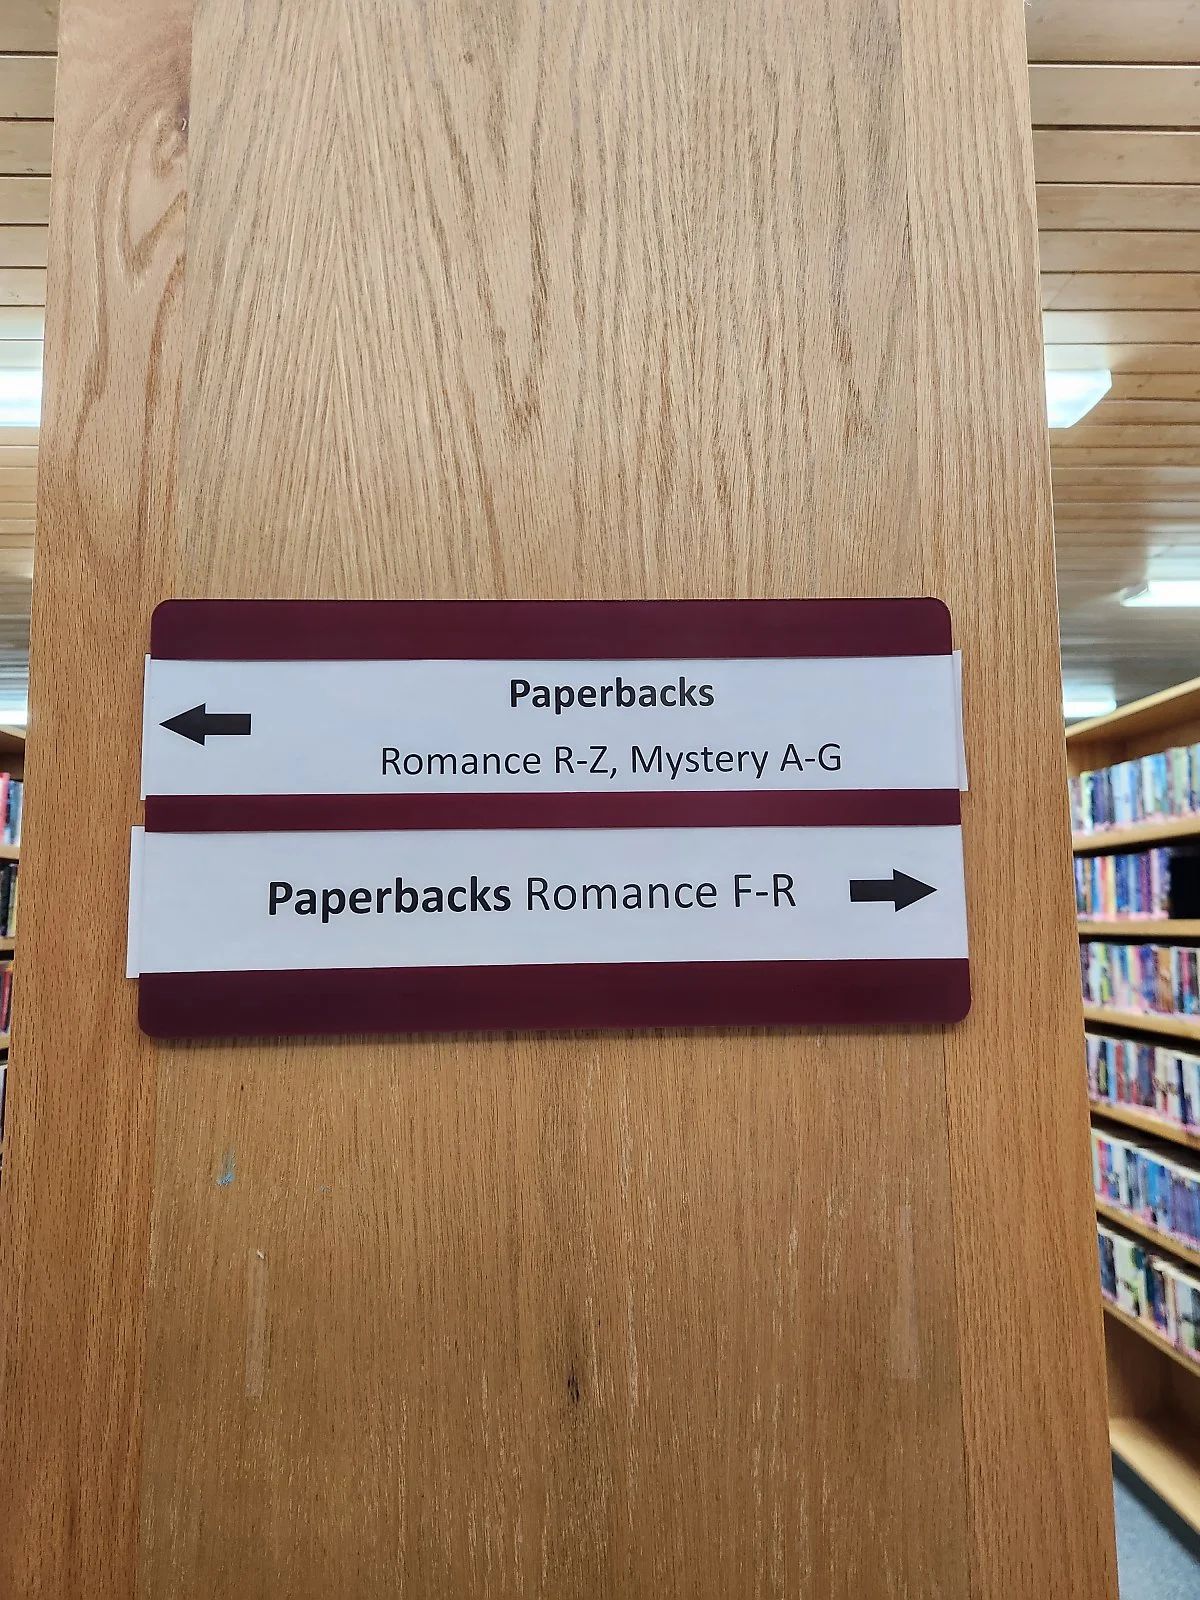 Paperbacks
Romance R-Z, Mystery A-G
Paperbacks Romance F-R